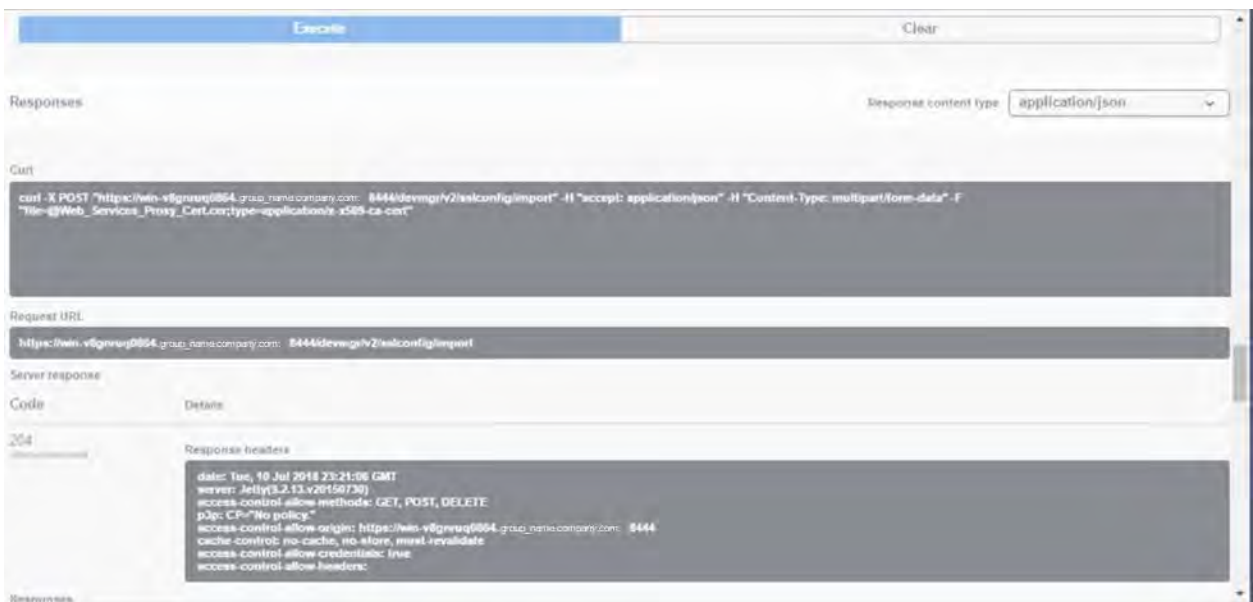 Execute
Clear
Responses
Response content type
application/json
Curl
curl -X POST "https://win- .group_name.company.com: 8444/devmgr/v2/sslconfig/import" -H "accept: application/json" -H "Content-Type: multipart/form-data" -F
"file=@Web_Services_Proxy_Cert.cer;type=application/x-x509-ca-cert"
Request URL
https://win- .group_name.company.com: 8444/devmgr/v2/sslconfig/import
Server response
Code
Details
204
Response headers
date: Tue, 10 Jul 2018 23:21:06 GMT
server: Jetty(9.2.13.v20150730)
access-control-allow-methods: GET, POST, DELETE
p3p: CP="No policy."
access-control-allow-origin: https://win- .group_name.company.com: 8444
cache-control: no-cache, no-store, must-revalidate
access-control-allow-credentials: true
access-control-allow-headers:
Responses